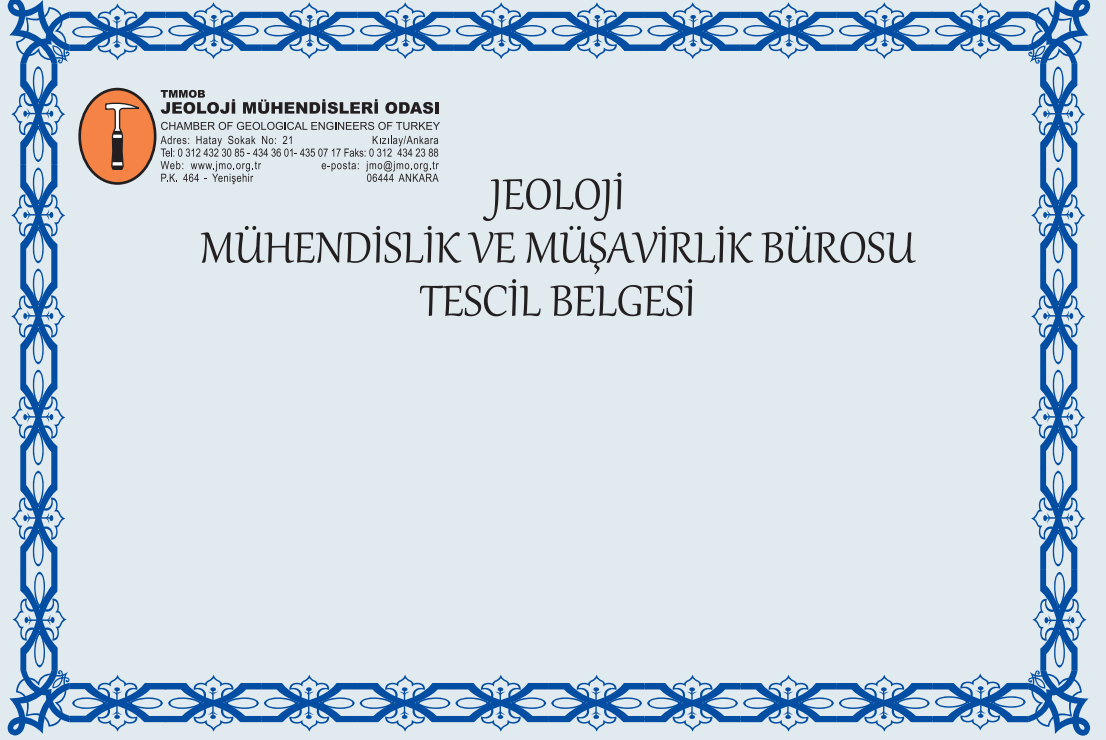 TMMOB
JEOLOJİ MÜHENDİSLERİ ODASI
CHAMBER OF GEOLOGICAL ENGINEERS OF TURKEY
Adres: Hatay Sokak No: 21 Kızılay/Ankara
Tel: 0 312 432 30 85 - 434 36 01- 435 07 17 Faks: 0 312 434 23 88
Web: www.jmo.org.tr e-posta: jmo@jmo.org.tr
P.K. 464 - Yenişehir 06444 ANKARA
JEOLOJİ
MÜHENDİSLİK VE MÜŞAVİRLİK BÜROSU
TESCİL BELGESİ